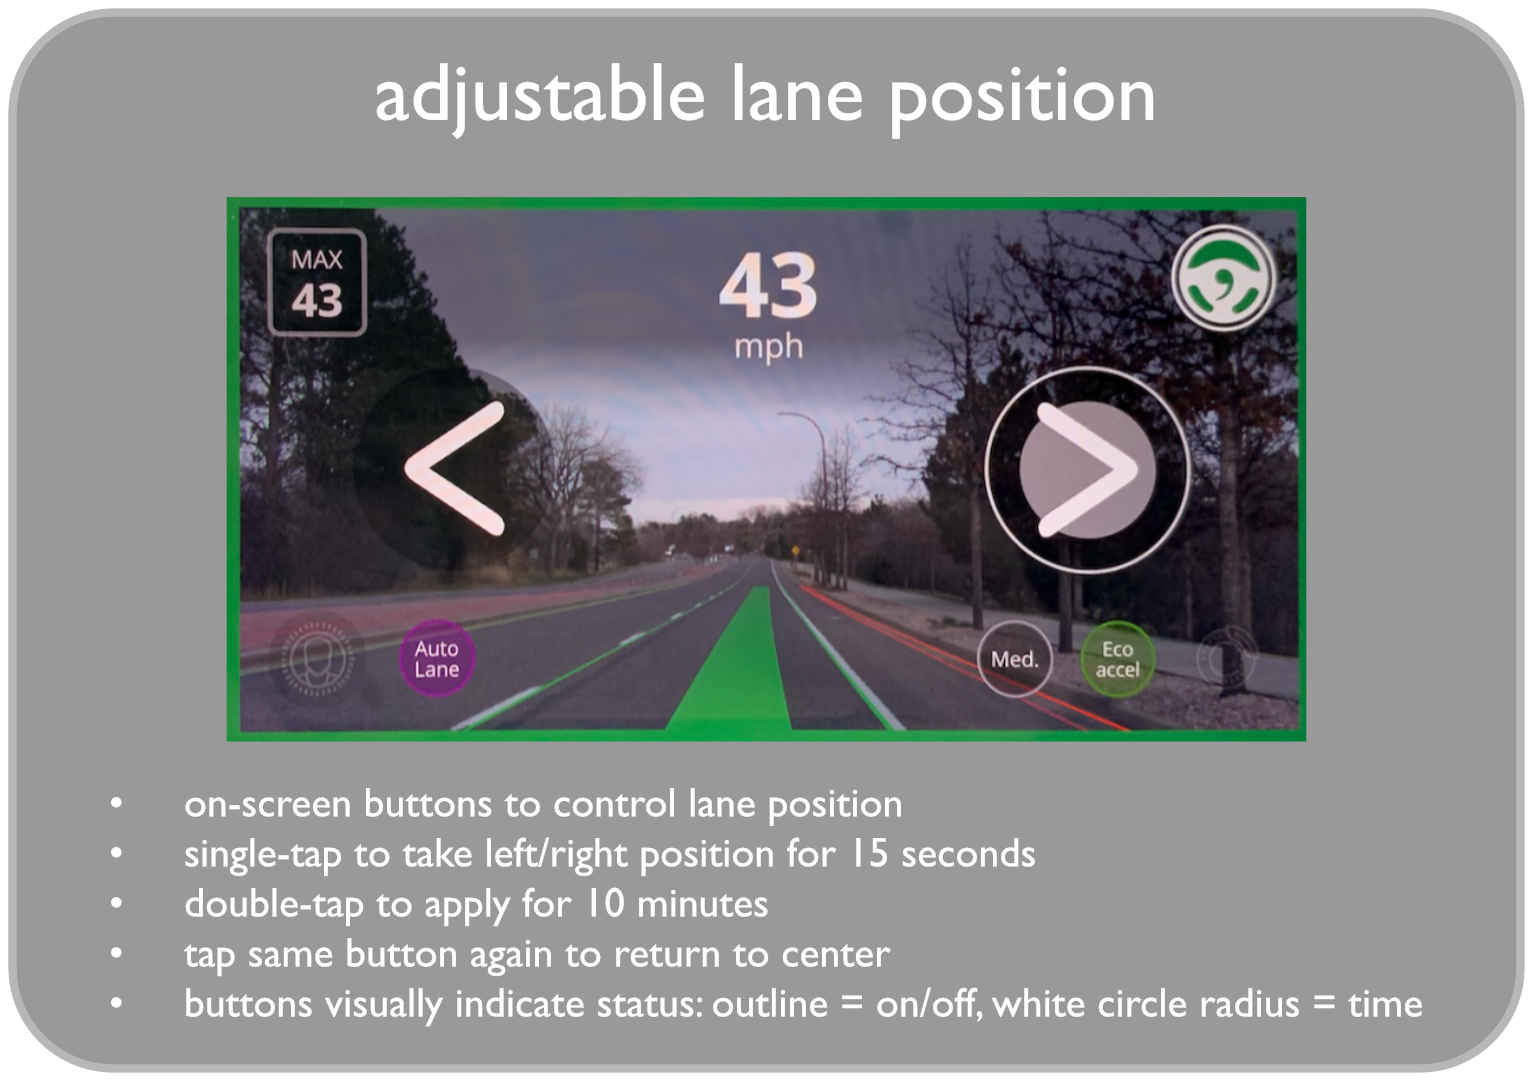 adjustable lane position
MAX
43
43
mph
Auto
Lane
Med.
Eco
accel
• on-screen buttons to control lane position
• single-tap to take left/right position for 15 seconds
• double-tap to apply for 10 minutes
• tap same button again to return to center
• buttons visually indicate status: outline = on/off, white circle radius = time